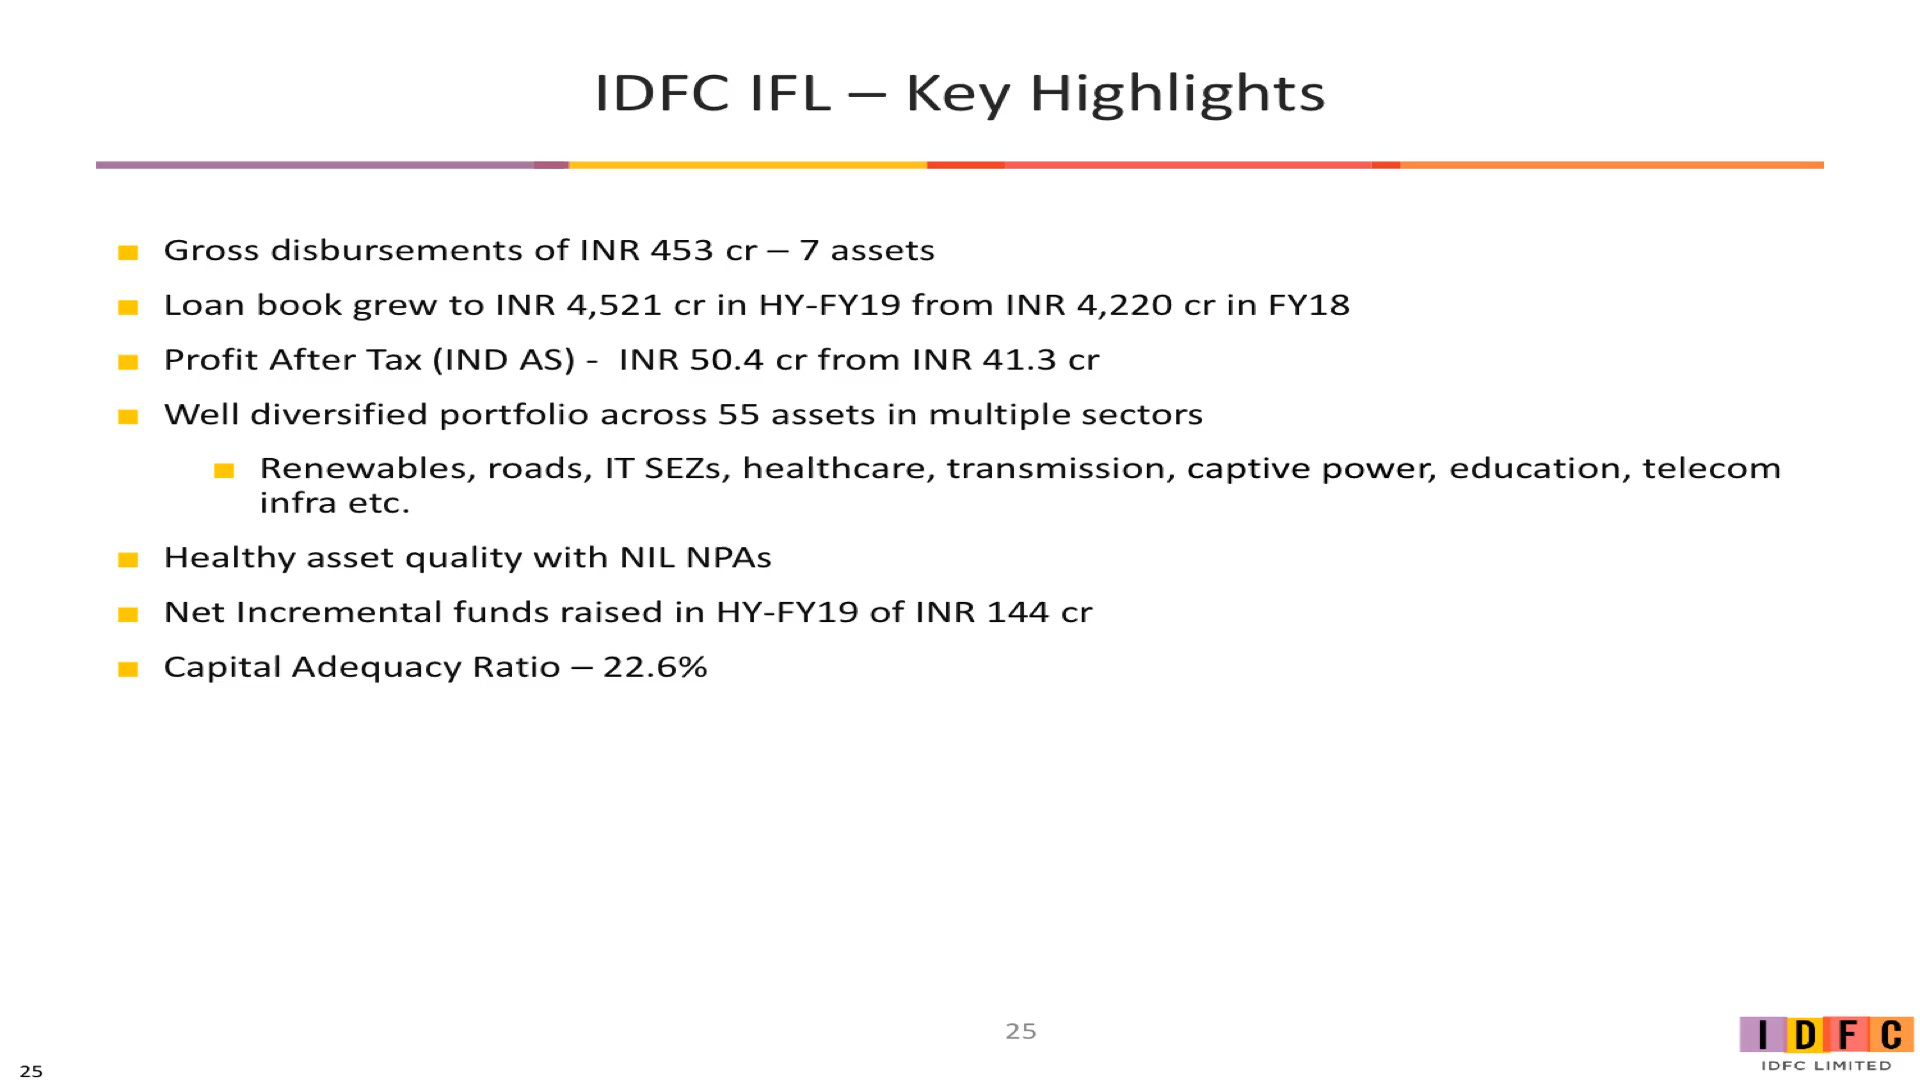 IDFC IFL – Key Highlights
Gross disbursements of INR 453 cr – 7 assets
Loan book grew to INR 4,521 cr in HY-FY19 from INR 4,220 cr in FY18
Profit After Tax (IND AS) -  INR 50.4 cr from INR 41.3 cr
Well diversified portfolio across 55 assets in multiple sectors
Renewables, roads, IT SEZs, healthcare, transmission, captive power, education, telecom
infra etc.
Healthy asset quality with NIL NPAs
Net Incremental funds raised in HY-FY19 of INR 144 cr
Capital Adequacy Ratio – 22.6%
25
IDFC
IDFC LIMITED
25